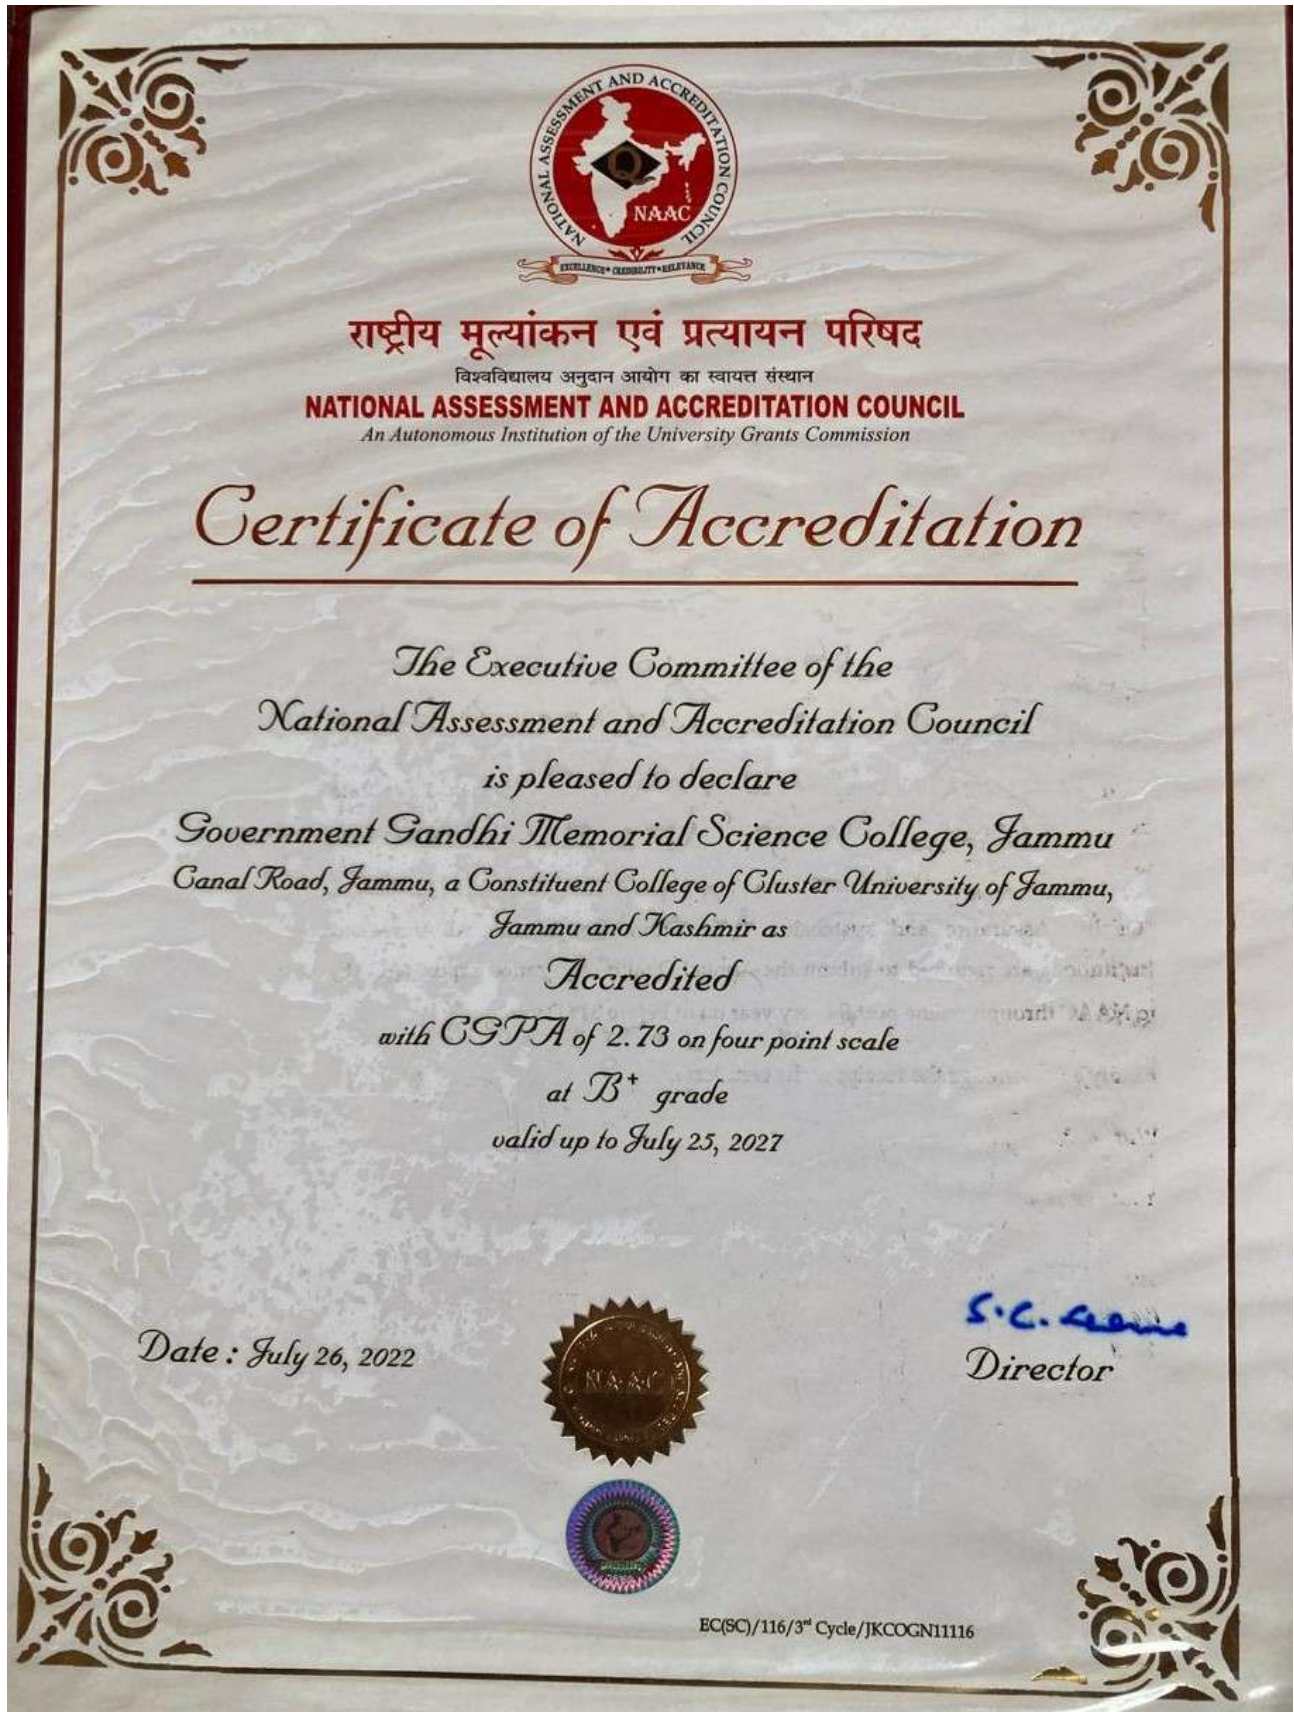 NATIONAL ASSESSMENT AND ACCREDITATION COUNCIL
Q
NAAC
EXCELLENCE • CREDIBILITY • RELEVANCE
राष्ट्रीय मूल्यांकन एवं प्रत्यायन परिषद
विश्वविद्यालय अनुदान आयोग का स्वायत्त संस्थान
NATIONAL ASSESSMENT AND ACCREDITATION COUNCIL
An Autonomous Institution of the University Grants Commission
Certificate of Accreditation
The Executive Committee of the
National Assessment and Accreditation Council
is pleased to declare
Government Gandhi Memorial Science College, Jammu
Canal Road, Jammu, a Constituent College of Cluster University of Jammu,
Jammu and Kashmir as
Accredited
with CGPA of 2.73 on four point scale
at B⁺ grade
valid up to July 25, 2027
S. C.
Date : July 26, 2022
Director
NAAC
EC(SC)/116/3ʳᵈ Cycle/JKCOGN11116